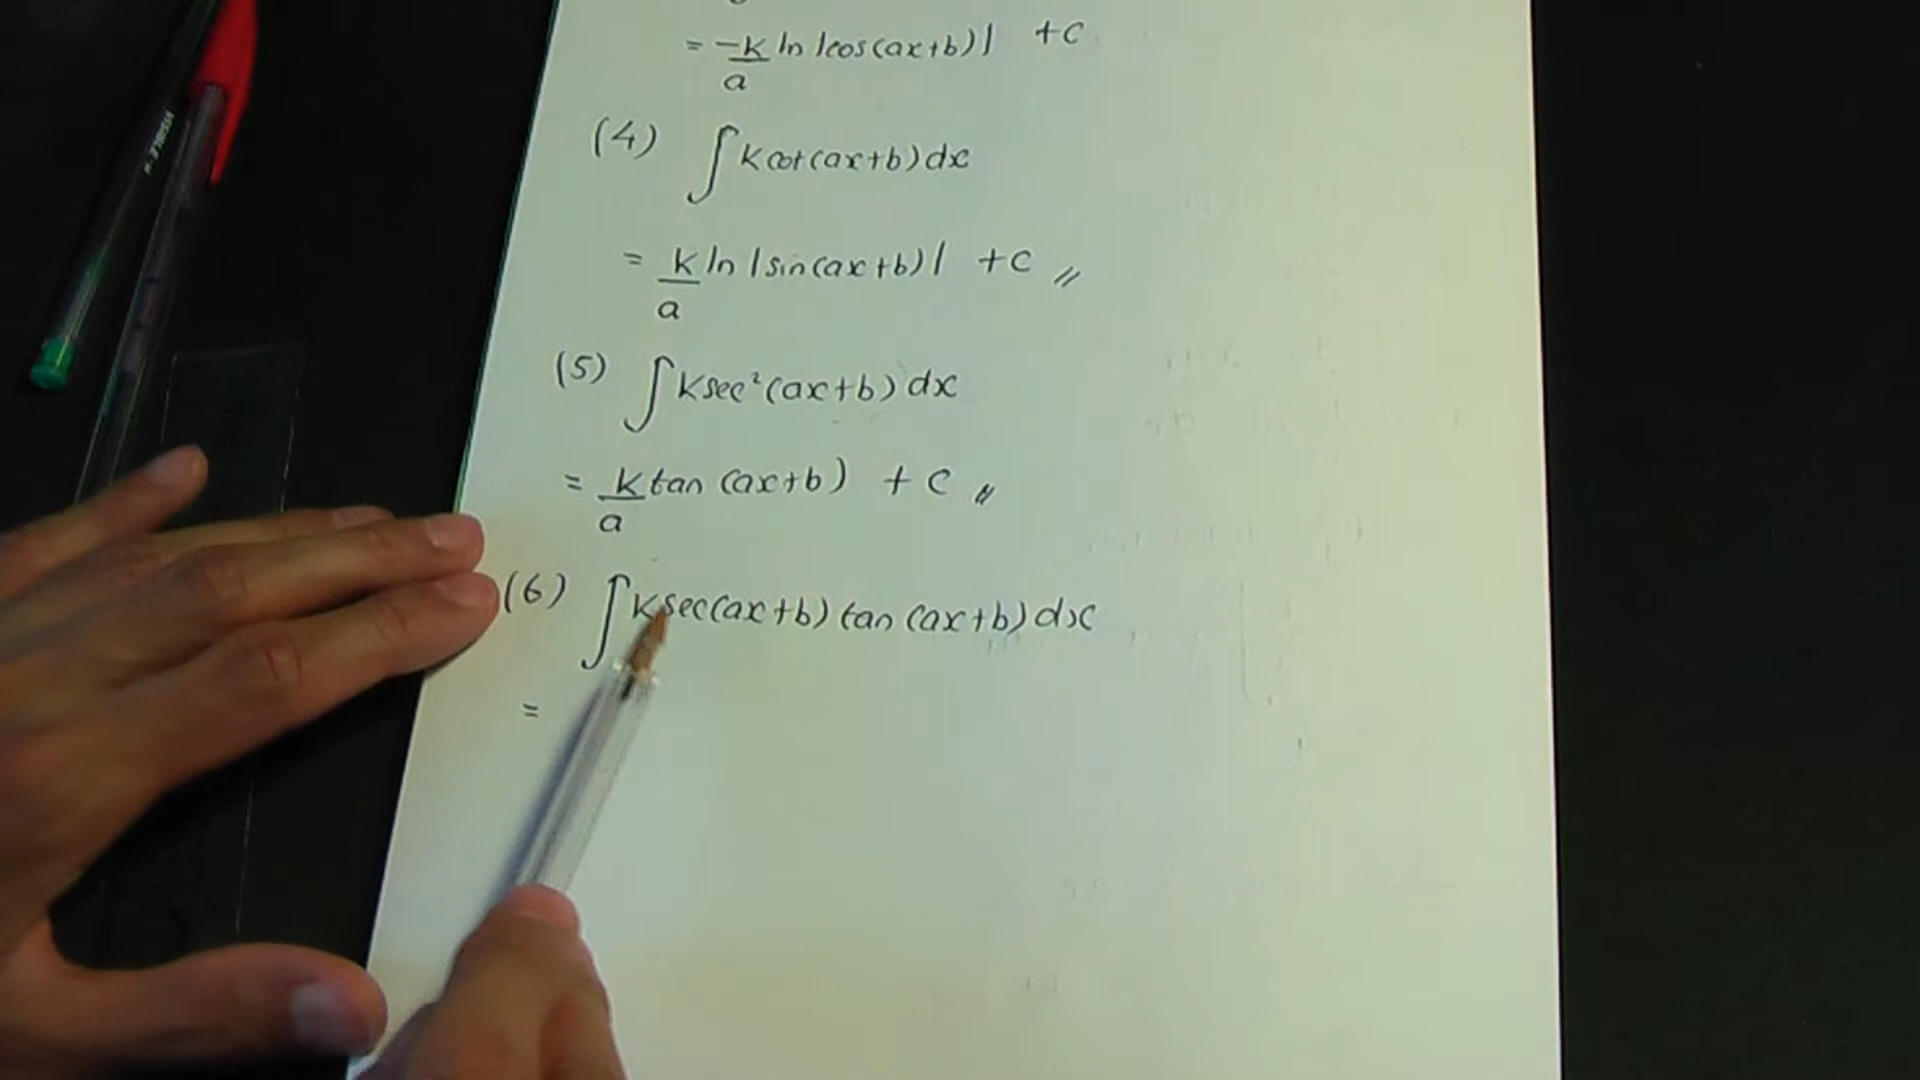 = -k/a ln |cos(ax+b)| +c
(4) ∫ k cot(ax+b) dx
= k/a ln |sin(ax+b)| +c //
(5) ∫ k sec²(ax+b) dx
= k/a tan (ax+b) + c //
(6) ∫ k sec(ax+b) tan (ax+b) dx
=